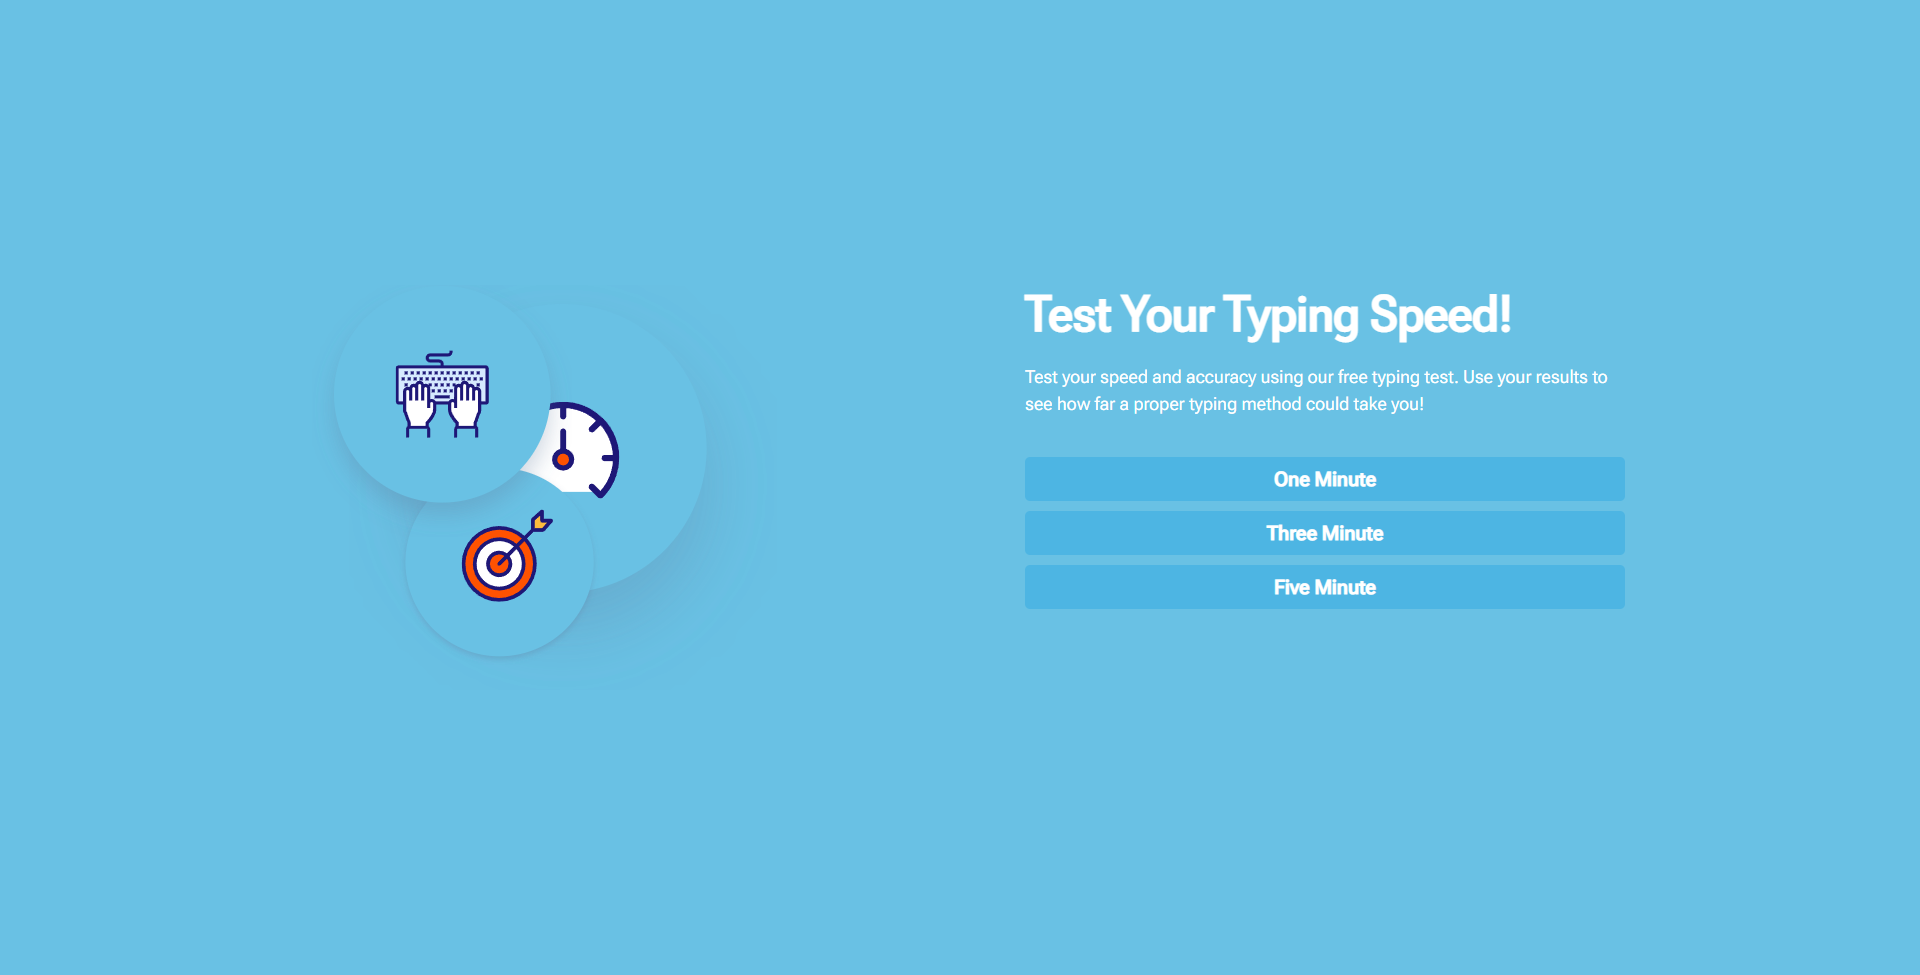 Test Your Typing Speed!
Test your speed and accuracy using our free typing test. Use your results to
see how far a proper typing method could take you!
One Minute
Three Minute
Five Minute